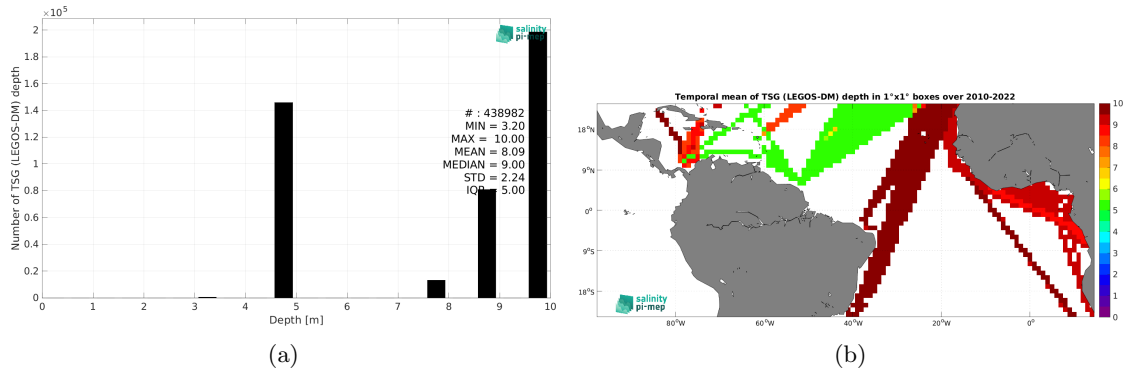 ×10⁵
2
1.8
1.6
1.4
1.2
1
0.8
0.6
0.4
0.2
0
Number of TSG (LEGOS-DM) depth
salinity
pi-mep
# : 438982
MIN = 3.20
MAX = 10.00
MEAN = 8.09
MEDIAN = 9.00
STD = 2.24
IQR = 5.00
0 1 2 3 4 5 6 7 8 9 10
Depth [m]
(a)
Temporal mean of TSG (LEGOS-DM) depth in 1°x1° boxes over 2010-2022
18°N
9°N
0°
9°S
18°S
80°W 60°W 40°W 20°W 0°
salinity
pi-mep
10
9
8
7
6
5
4
3
2
1
0
(b)